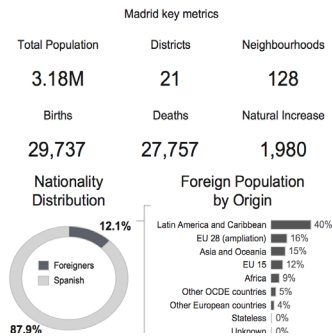 Madrid key metrics
Total Population
Districts
Neighbourhoods
3.18M
21
128
Births
Deaths
Natural Increase
29,737
27,757
1,980
Nationality
Distribution
12.1%
Foreigners
Spanish
87.9%
Foreign Population
by Origin
Latin America and Caribbean 40%
EU 28 (ampliation) 16%
Asia and Oceania 15%
EU 15 12%
Africa 9%
Other OCDE countries 5%
Other European countries 4%
Stateless 0%
Unknown 0%